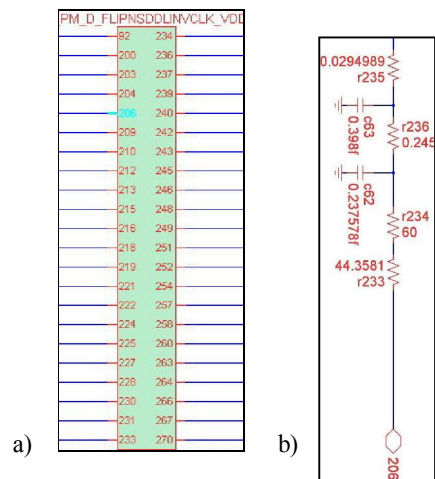 PM_D_FLIPNSDDLINVCLK_VDD
92 234
200 236
203 237
204 239
206 240
209 242
210 243
212 245
213 246
215 248
216 249
218 251
219 252
221 254
222 257
224 258
225 260
227 263
228 264
230 266
231 267
233 270
a)
0.0294989
r235
c63
0.398f
r236
0.245
c62
0.237578f
r234
60
44.3581
r233
206
b)